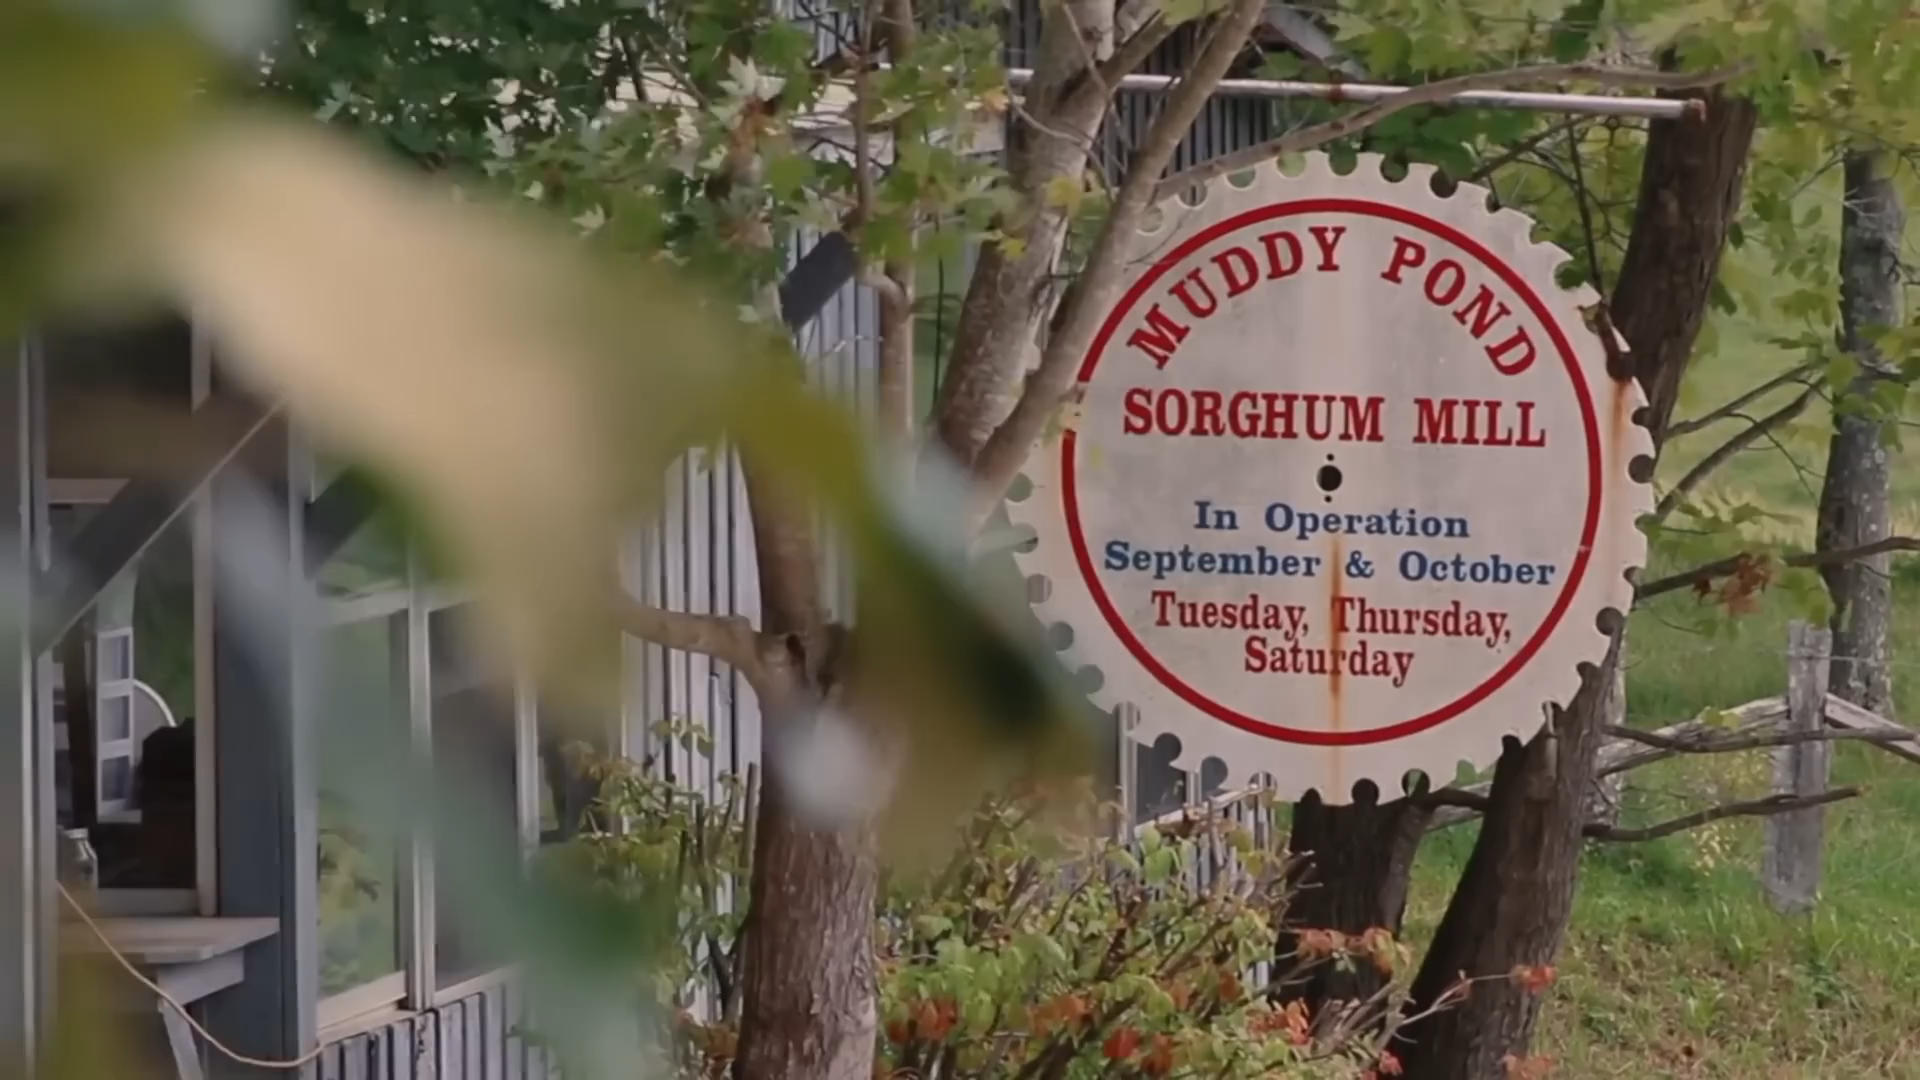 MUDDY POND
SORGHUM MILL
In Operation
September & October
Tuesday, Thursday,
Saturday